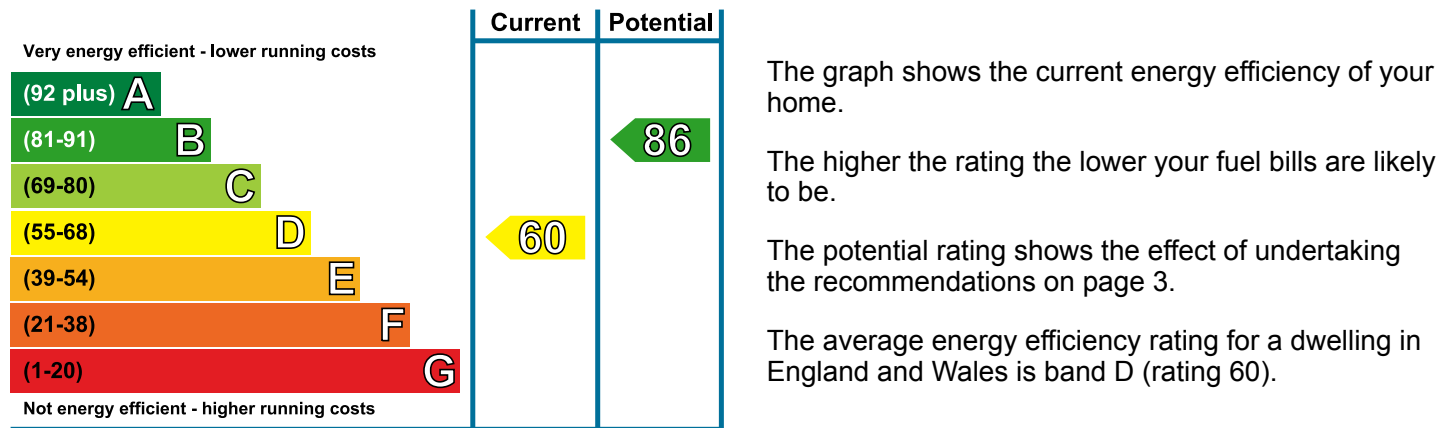 Current Potential
Very energy efficient - lower running costs
(92 plus) A
(81-91) B
86
(69-80) C
(55-68) D
60
(39-54) E
(21-38) F
(1-20) G
Not energy efficient - higher running costs
The graph shows the current energy efficiency of your
home.
The higher the rating the lower your fuel bills are likely
to be.
The potential rating shows the effect of undertaking
the recommendations on page 3.
The average energy efficiency rating for a dwelling in
England and Wales is band D (rating 60).